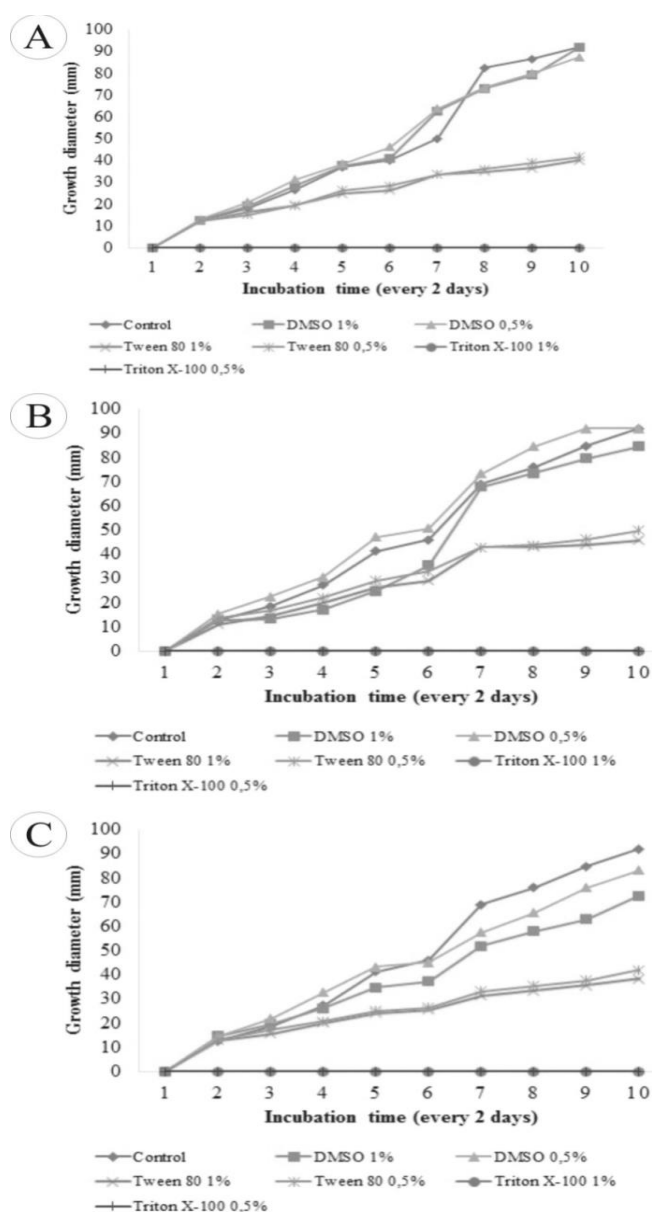 A
Growth diameter (mm)
100
90
80
70
60
50
40
30
20
10
0
1 2 3 4 5 6 7 8 9 10
Incubation time (every 2 days)
Control DMSO 1% DMSO 0,5%
Tween 80 1% Tween 80 0,5% Triton X-100 1%
Triton X-100 0,5%
B
Growth diameter (mm)
100
90
80
70
60
50
40
30
20
10
0
1 2 3 4 5 6 7 8 9 10
Incubation time (every 2 days)
Control DMSO 1% DMSO 0,5%
Tween 80 1% Tween 80 0,5% Triton X-100 1%
Triton X-100 0,5%
C
Growth diameter (mm)
100
90
80
70
60
50
40
30
20
10
0
1 2 3 4 5 6 7 8 9 10
Incubation time (every 2 days)
Control DMSO 1% DMSO 0,5%
Tween 80 1% Tween 80 0,5% Triton X-100 1%
Triton X-100 0,5%